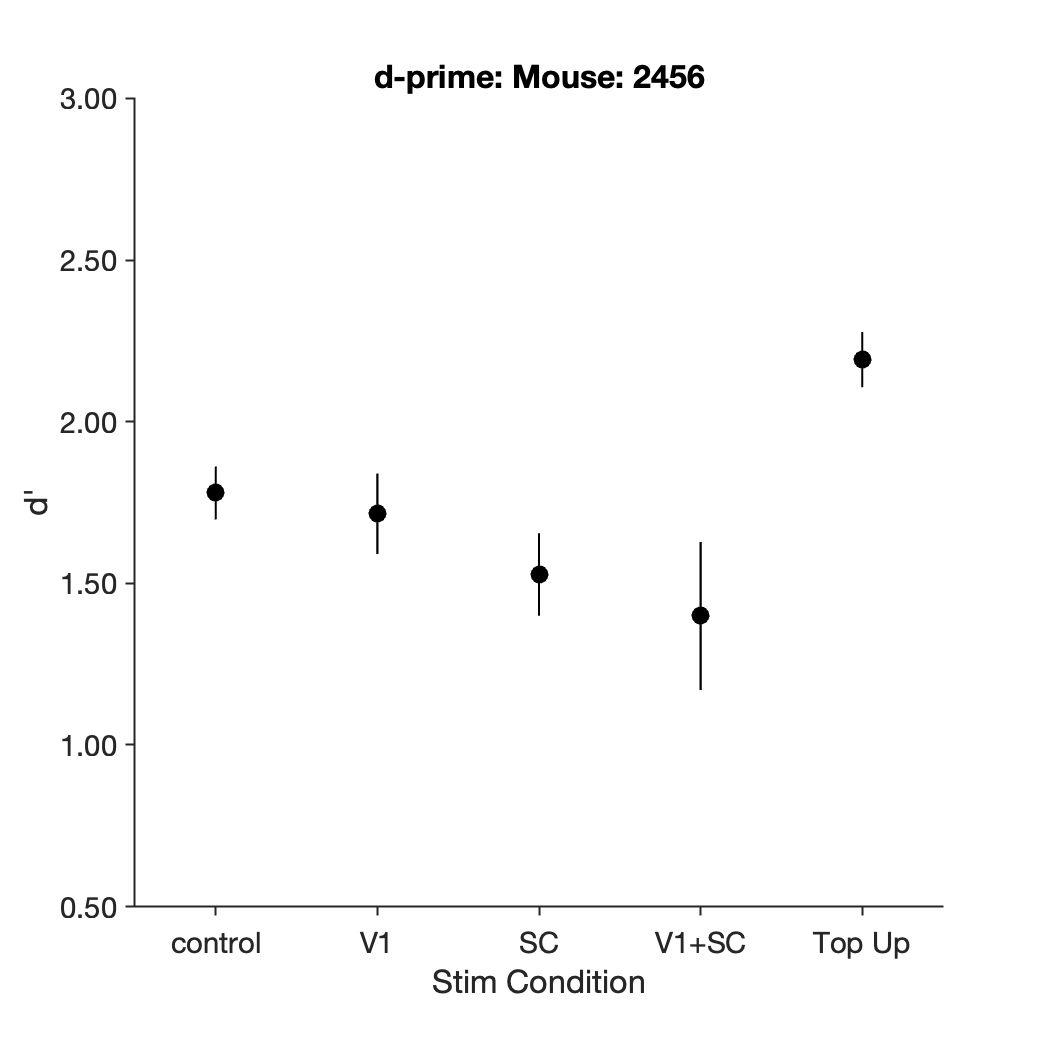 d-prime: Mouse: 2456
3.00
2.50
2.00
1.50
1.00
0.50
d'
control V1 SC V1+SC Top Up
Stim Condition